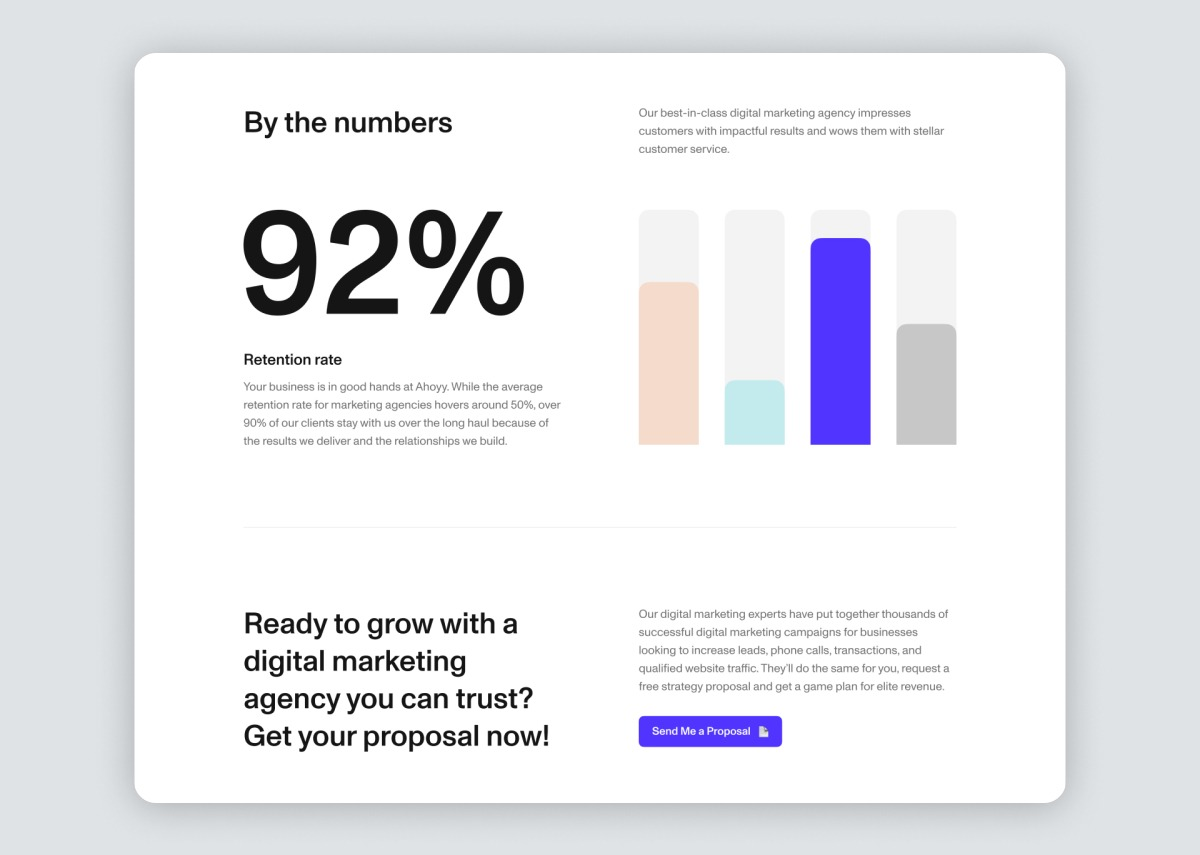 By the numbers
Our best-in-class digital marketing agency impresses
customers with impactful results and wows them with stellar
customer service.
92%
Retention rate
Your business is in good hands at Ahoyy. While the average
retention rate for marketing agencies hovers around 50%, over
90% of our clients stay with us over the long haul because of
the results we deliver and the relationships we build.
Ready to grow with a
digital marketing
agency you can trust?
Get your proposal now!
Our digital marketing experts have put together thousands of
successful digital marketing campaigns for businesses
looking to increase leads, phone calls, transactions, and
qualified website traffic. They'll do the same for you, request a
free strategy proposal and get a game plan for elite revenue.
Send Me a Proposal